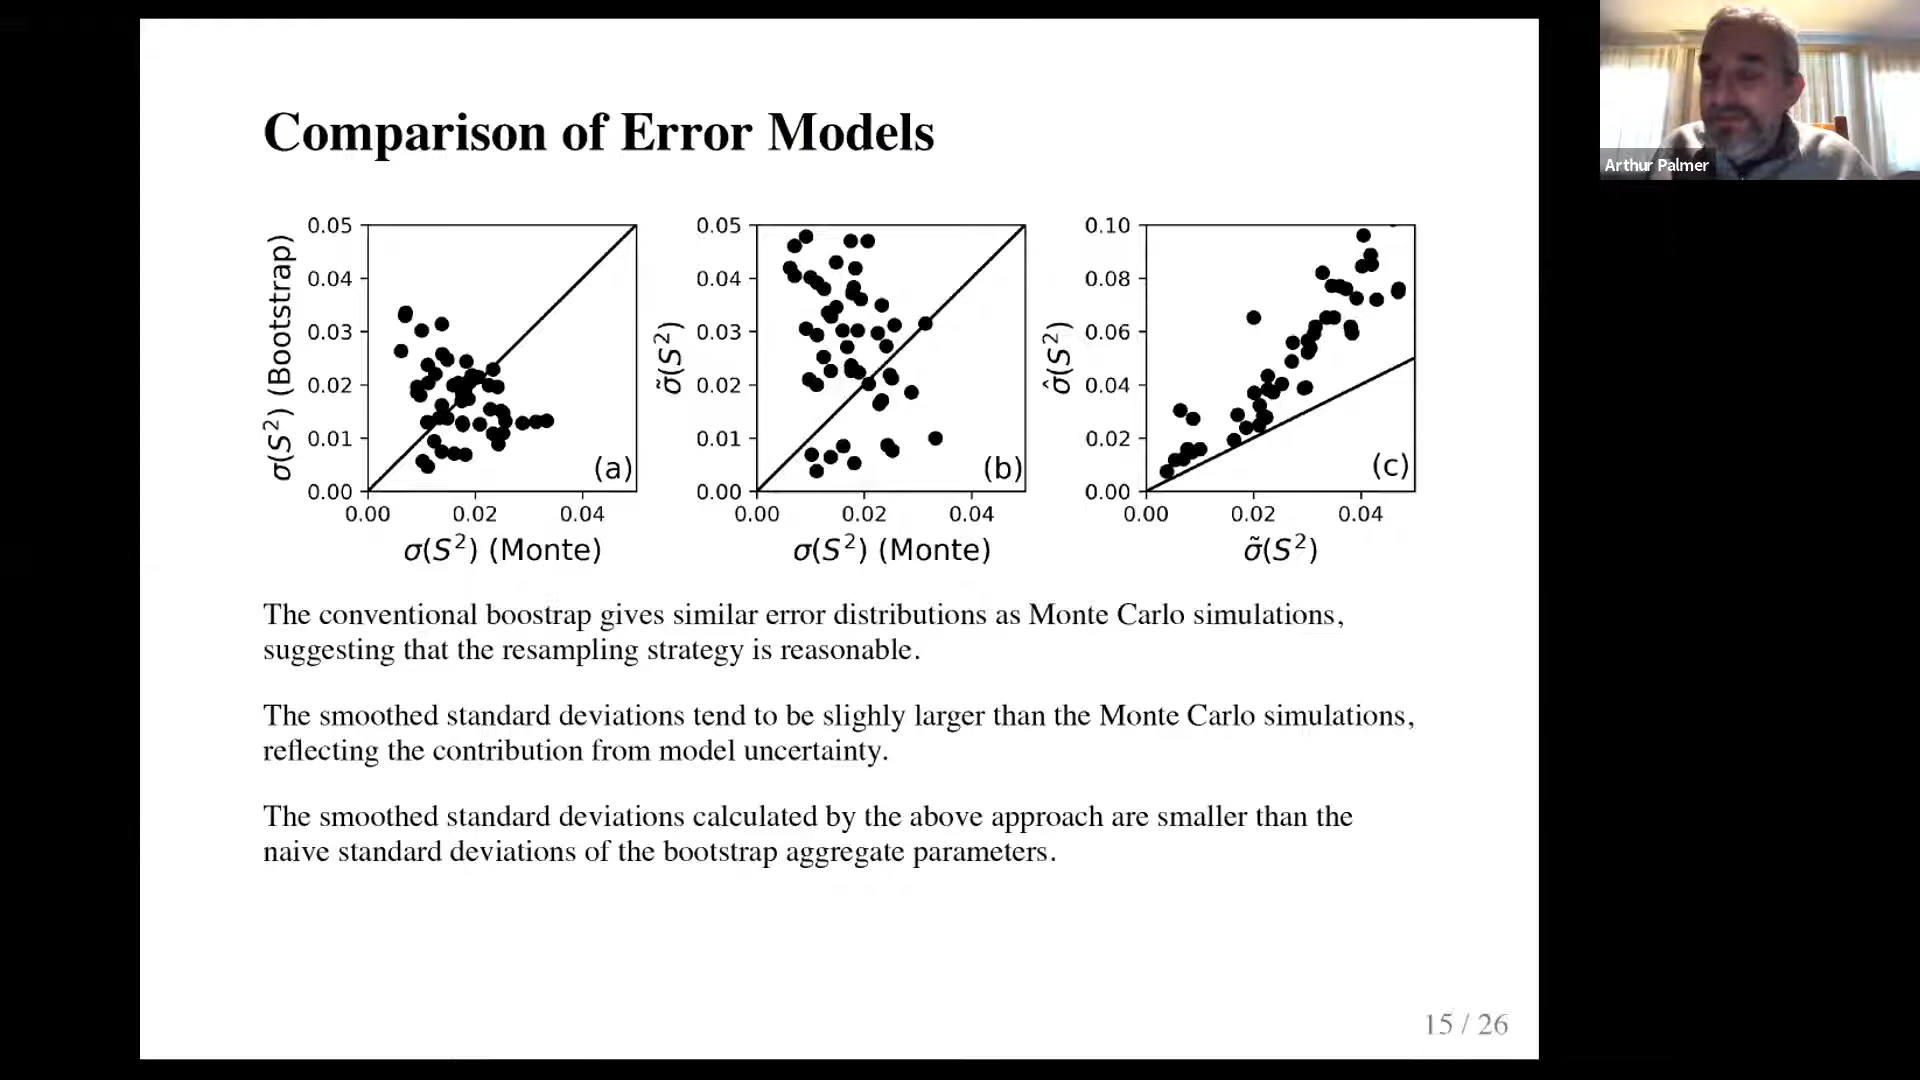 Comparison of Error Models
Arthur Palmer
0.05
0.04
0.03
0.02
0.01
0.00
σ(S²) (Bootstrap)
(a)
0.00 0.02 0.04
σ(S²) (Monte)
0.05
0.04
0.03
0.02
0.01
0.00
σ̃(S²)
(b)
0.00 0.02 0.04
σ(S²) (Monte)
0.10
0.08
0.06
0.04
0.02
0.00
σ̂(S²)
(c)
0.00 0.02 0.04
σ̃(S²)
The conventional boostrap gives similar error distributions as Monte Carlo simulations,
suggesting that the resampling strategy is reasonable.
The smoothed standard deviations tend to be slighly larger than the Monte Carlo simulations,
reflecting the contribution from model uncertainty.
The smoothed standard deviations calculated by the above approach are smaller than the
naive standard deviations of the bootstrap aggregate parameters.
15 / 26